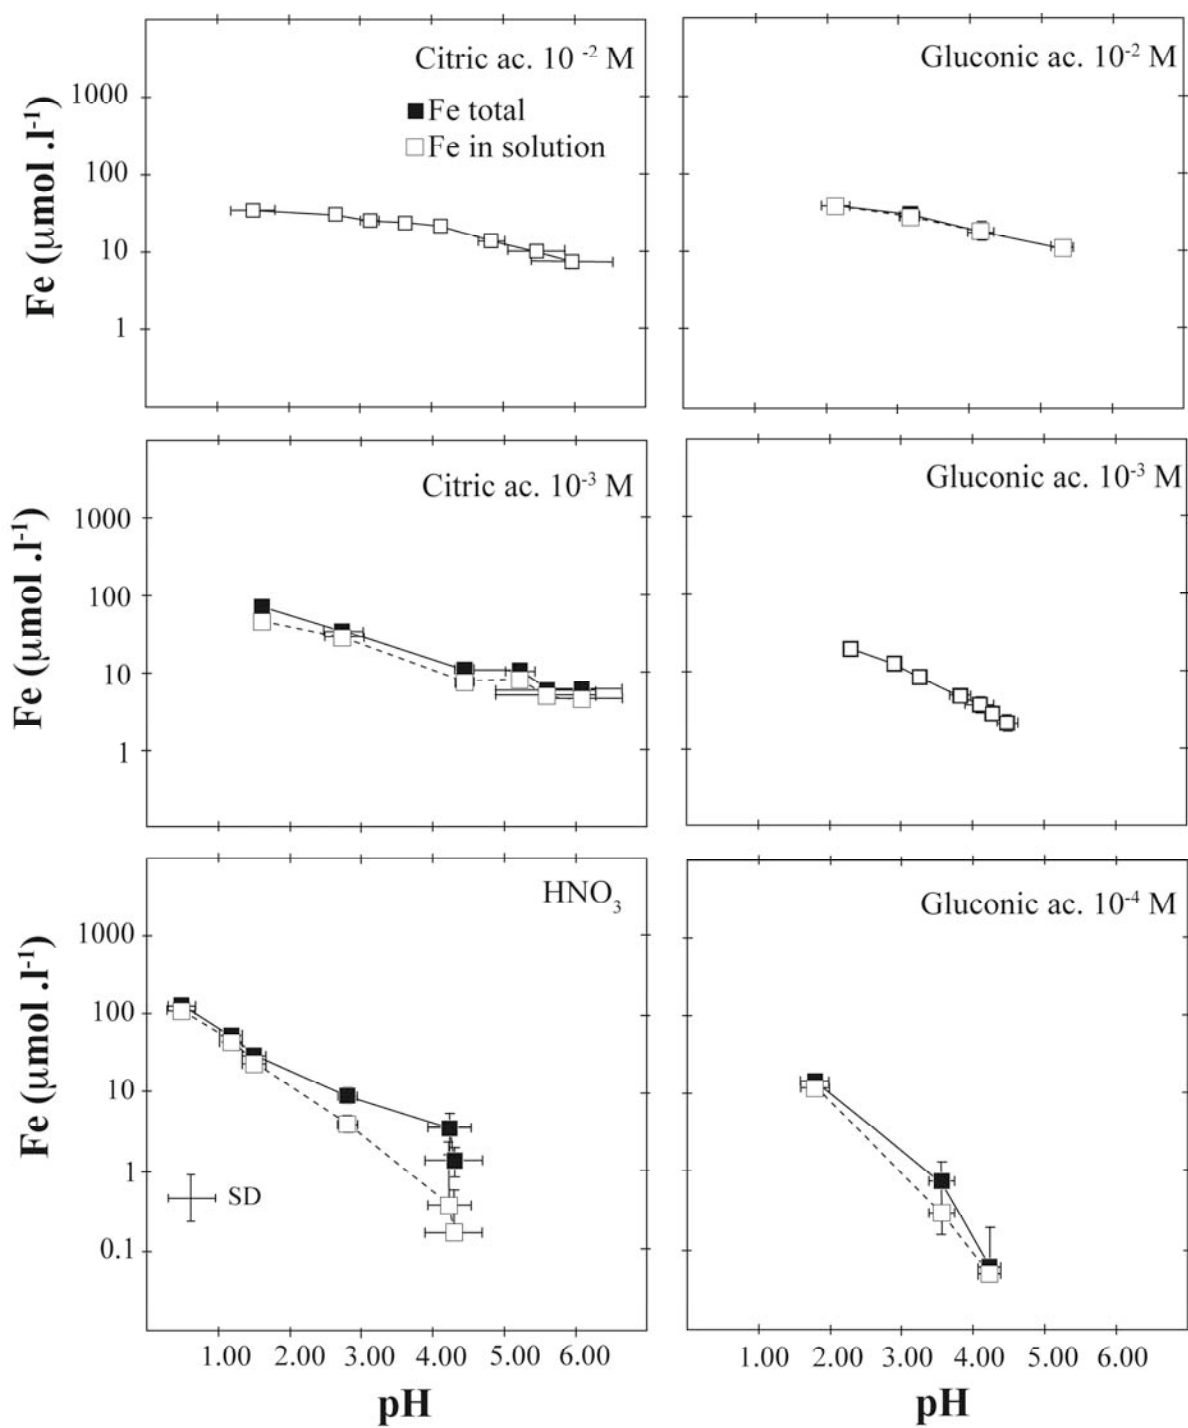 Citric ac. 10⁻² M
Fe total
Fe in solution
1000
100
10
1
Fe (µmol .l⁻¹)
Gluconic ac. 10⁻² M
Citric ac. 10⁻³ M
1000
100
10
1
Fe (µmol .l⁻¹)
Gluconic ac. 10⁻³ M
HNO₃
1000
100
10
1
0.1
Fe (µmol .l⁻¹)
SD
1.00 2.00 3.00 4.00 5.00 6.00
pH
Gluconic ac. 10⁻⁴ M
1.00 2.00 3.00 4.00 5.00 6.00
pH